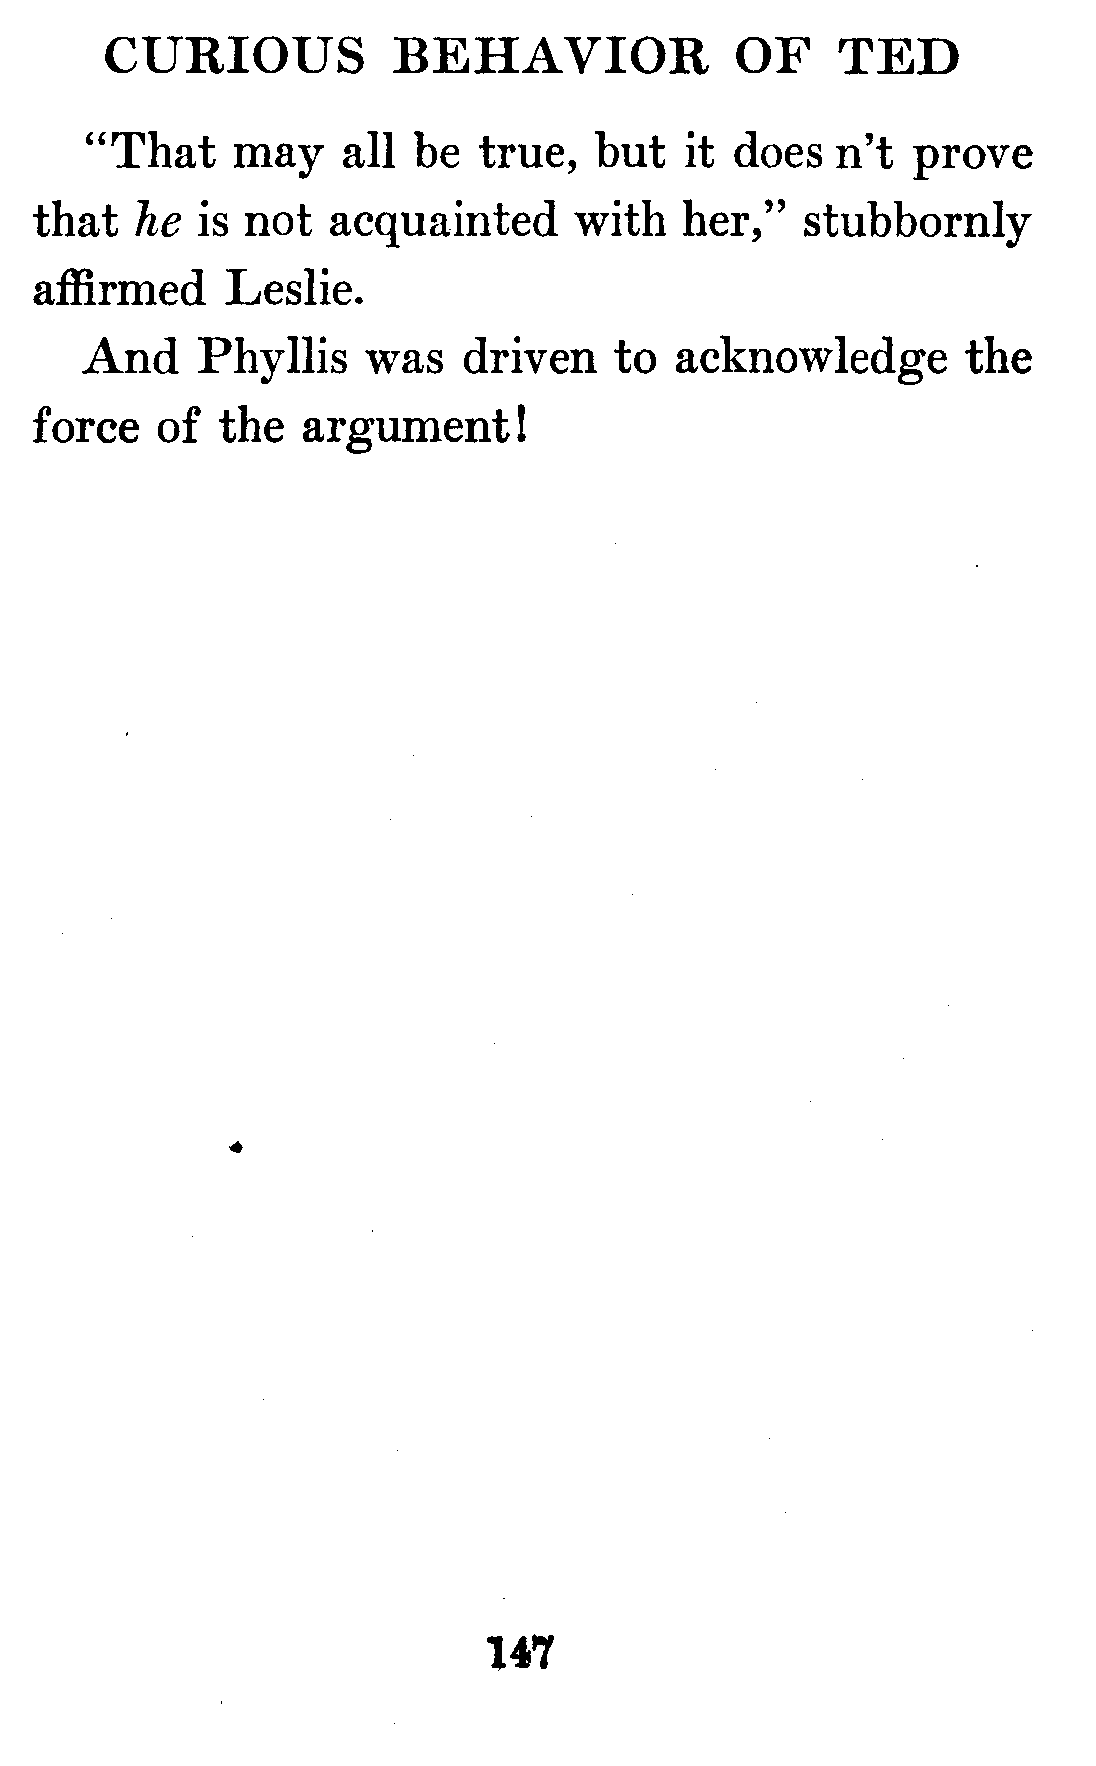 CURIOUS BEHAVIOR OF TED
“That may all be true, but it does n’t prove
that he is not acquainted with her,” stubbornly
affirmed Leslie.
And Phyllis was driven to acknowledge the
force of the argument!
147